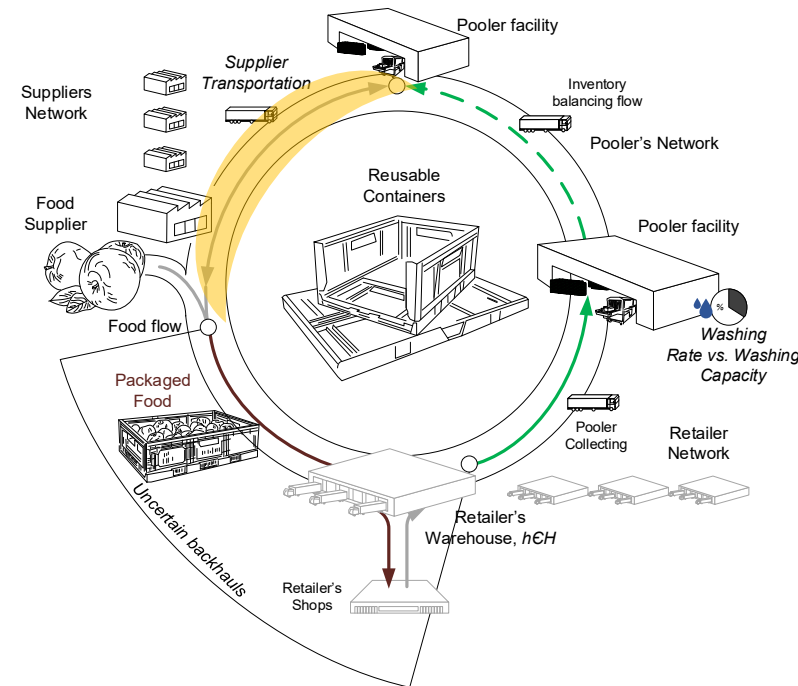 Pooler facility
Supplier
Transportation
Suppliers
Network
Inventory
balancing flow
Pooler's Network
Reusable
Containers
Food
Supplier
Pooler facility
Food flow
%
Washing
Rate vs. Washing
Capacity
Packaged
Food
Pooler
Collecting
Retailer
Network
Uncertain backhauls
Retailer's
Warehouse, h€H
Retailer's
Shops